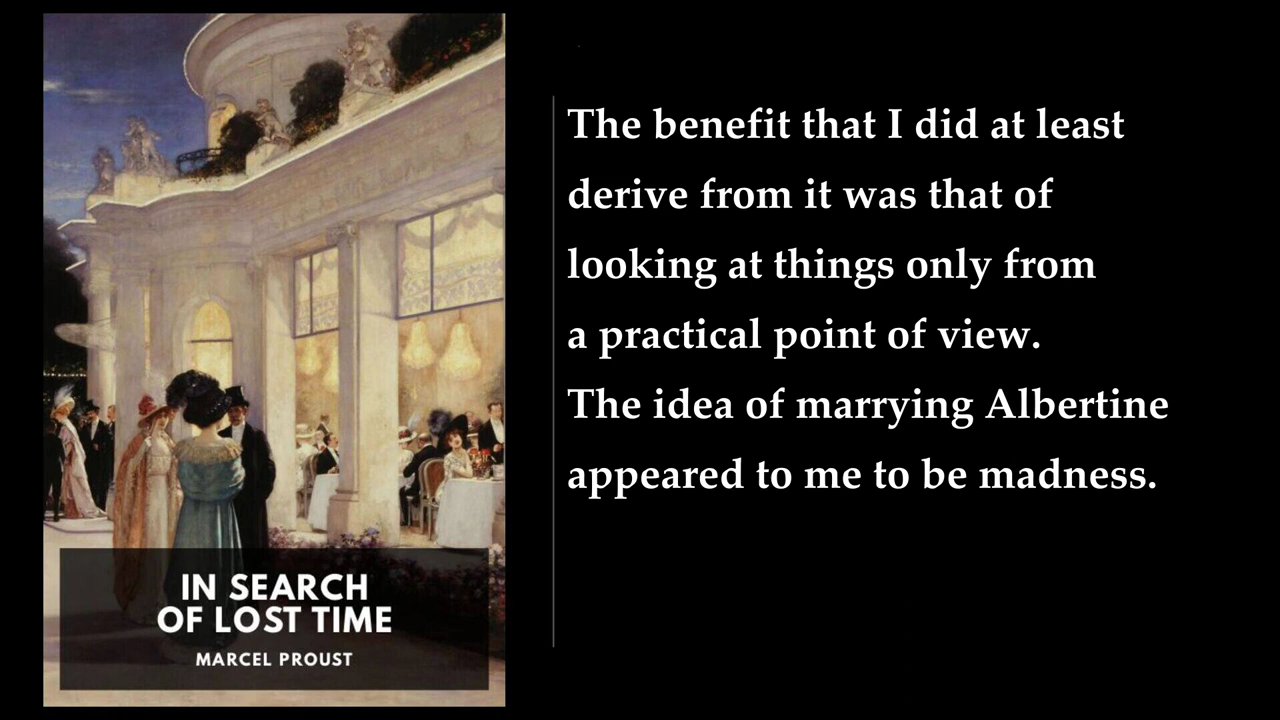 IN SEARCH
OF LOST TIME
MARCEL PROUST
The benefit that I did at least
derive from it was that of
looking at things only from
a practical point of view.
The idea of marrying Albertine
appeared to me to be madness.